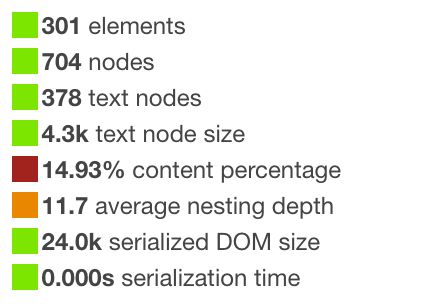 301 elements
704 nodes
378 text nodes
4.3k text node size
14.93% content percentage
11.7 average nesting depth
24.0k serialized DOM size
0.000s serialization time